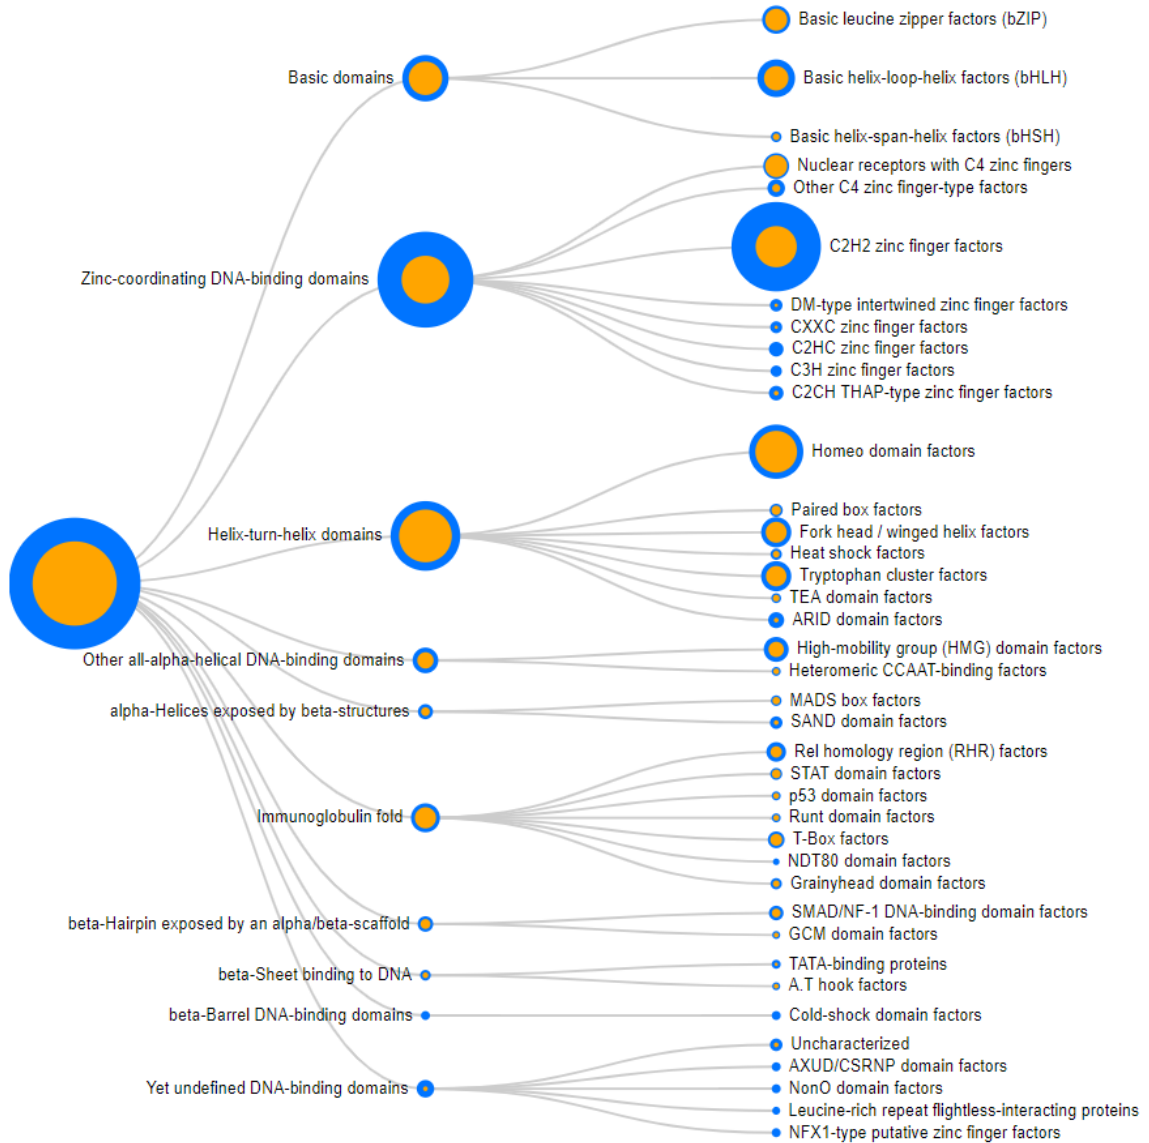 Basic domains
Basic leucine zipper factors (bZIP)
Basic helix-loop-helix factors (bHLH)
Basic helix-span-helix factors (bHSH)
Zinc-coordinating DNA-binding domains
Nuclear receptors with C4 zinc fingers
Other C4 zinc finger-type factors
C2H2 zinc finger factors
DM-type intertwined zinc finger factors
CXXC zinc finger factors
C2HC zinc finger factors
C3H zinc finger factors
C2CH THAP-type zinc finger factors
Helix-turn-helix domains
Homeo domain factors
Paired box factors
Fork head / winged helix factors
Heat shock factors
Tryptophan cluster factors
TEA domain factors
ARID domain factors
Other all-alpha-helical DNA-binding domains
High-mobility group (HMG) domain factors
Heteromeric CCAAT-binding factors
alpha-Helices exposed by beta-structures
MADS box factors
SAND domain factors
Immunoglobulin fold
Rel homology region (RHR) factors
STAT domain factors
p53 domain factors
Runt domain factors
T-Box factors
NDT80 domain factors
Grainyhead domain factors
beta-Hairpin exposed by an alpha/beta-scaffold
SMAD/NF-1 DNA-binding domain factors
GCM domain factors
beta-Sheet binding to DNA
TATA-binding proteins
A.T hook factors
beta-Barrel DNA-binding domains
Cold-shock domain factors
Yet undefined DNA-binding domains
Uncharacterized
AXUD/CSRNP domain factors
NonO domain factors
Leucine-rich repeat flightless-interacting proteins
NFX1-type putative zinc finger factors